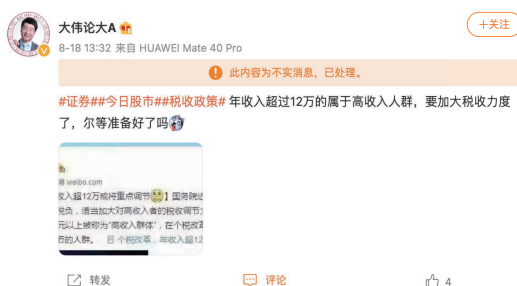 大伟论大A
+关注
8-18 13:32 来自 HUAWEI Mate 40 Pro
此内容为不实消息，已处理。
#证券##今日股市##税收政策# 年收入超过12万的属于高收入人群，要加大税收力度
了，尔等准备好了吗
weibo.com
收入超12万或将重点调节】国务院达
税负，适当加大对高收入者的税收调节
元以上被称为"高收入群体"，在个税改革
节的人群。 目 个税改革，年收入超12
转发
评论
4